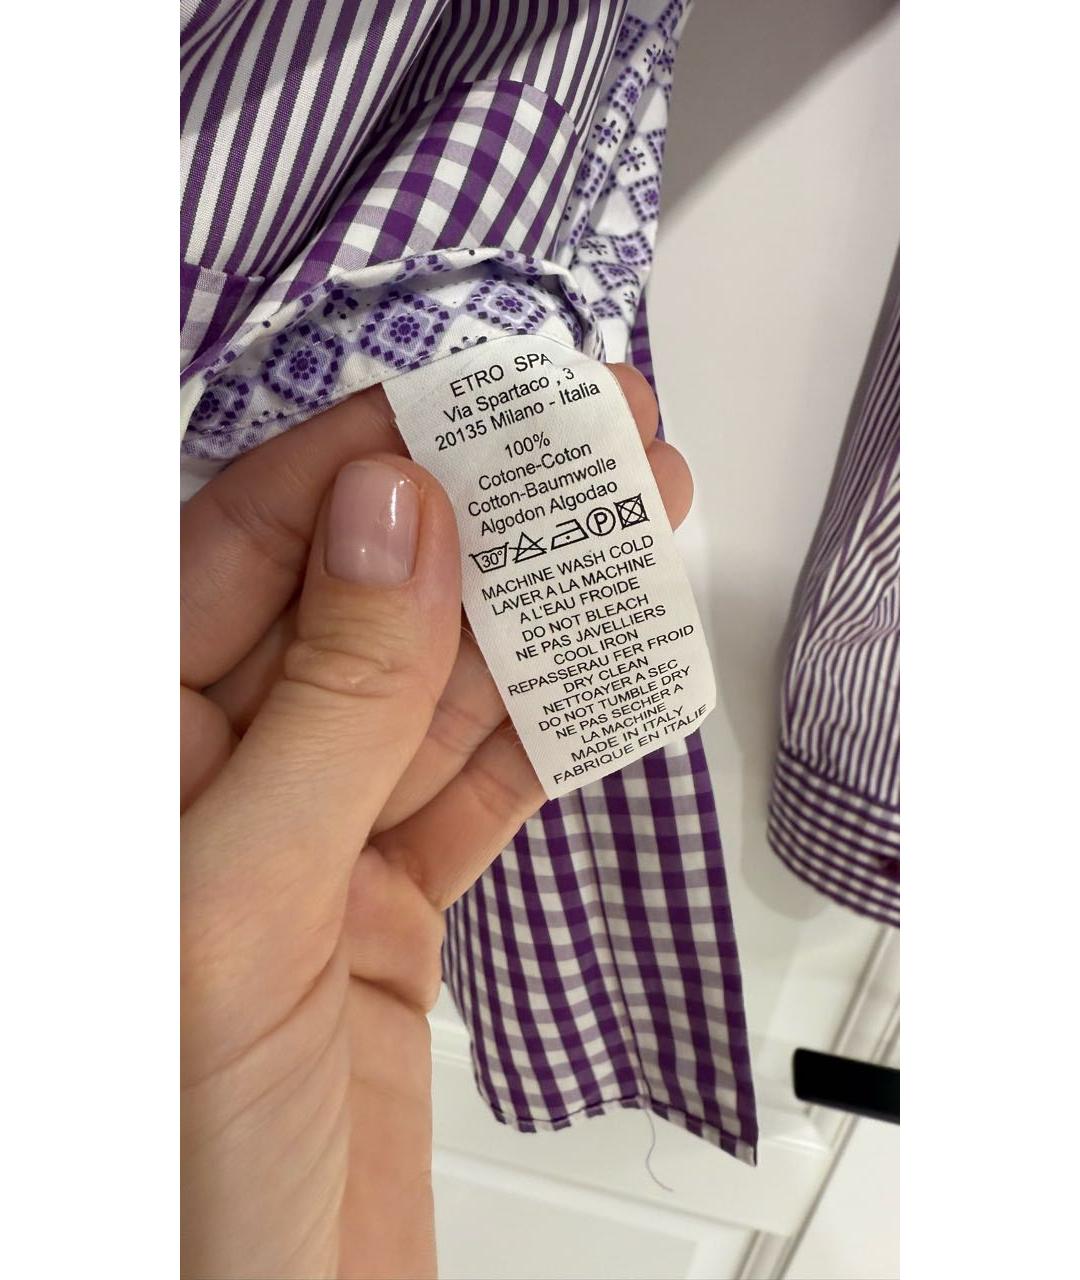 ETRO SPA
Via Spartaco , 3
20135 Milano - Italia
100%
Cotone-Coton
Cotton-Baumwolle
Algodon Algodao
30° P
MACHINE WASH COLD
LAVER A LA MACHINE
A L'EAU FROIDE
DO NOT BLEACH
NE PAS JAVELLIERS
COOL IRON
REPASSERAU FER FROID
DRY CLEAN
NETTOYER A SEC
DO NOT TUMBLE DRY
NE PAS SECHER A
LA MACHINE
MADE IN ITALY
FABRIQUE EN ITALIE